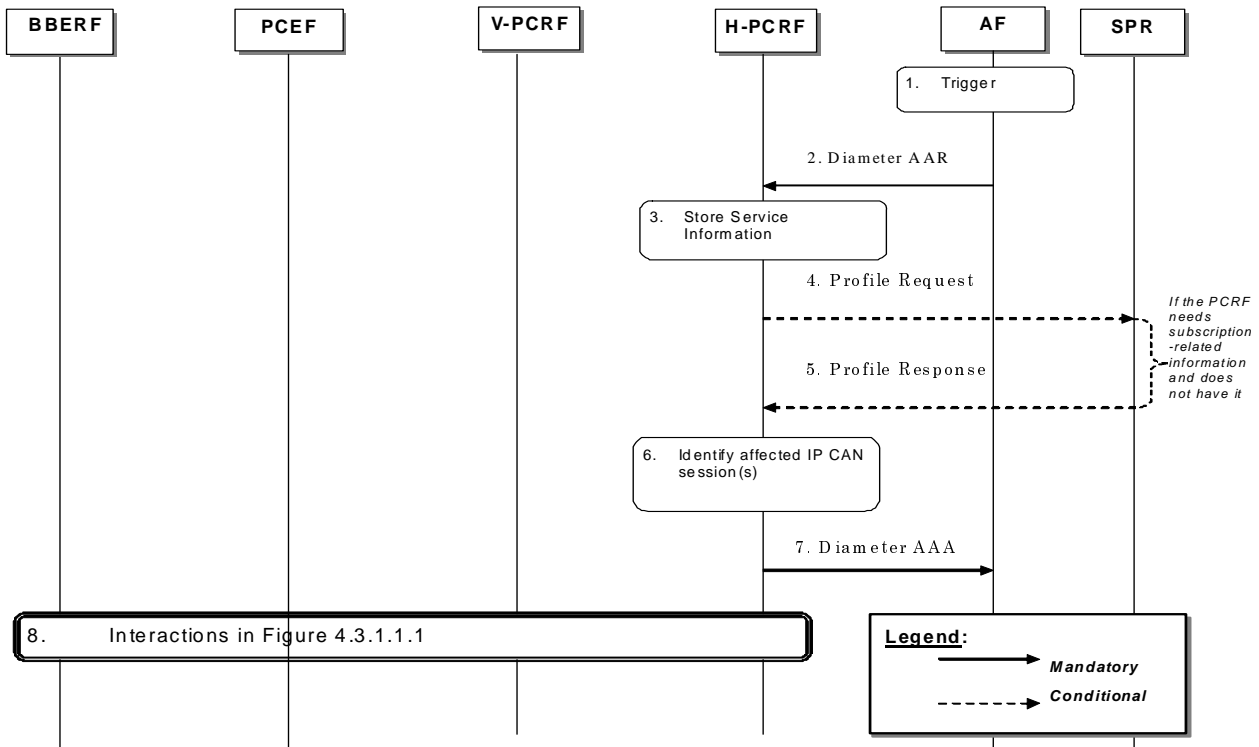 BBERF
PCEF
V-PCRF
H-PCRF
AF
SPR
1. Trigger
2. Diameter AAR
3. Store Service
Information
4. Profile Request
If the PCRF
needs
subscription
-related
information
and does
not have it
5. Profile Response
6. Identify affected IP CAN
session(s)
7. Diameter AAA
8. Interactions in Figure 4.3.1.1.1
Legend:
Mandatory
Conditional